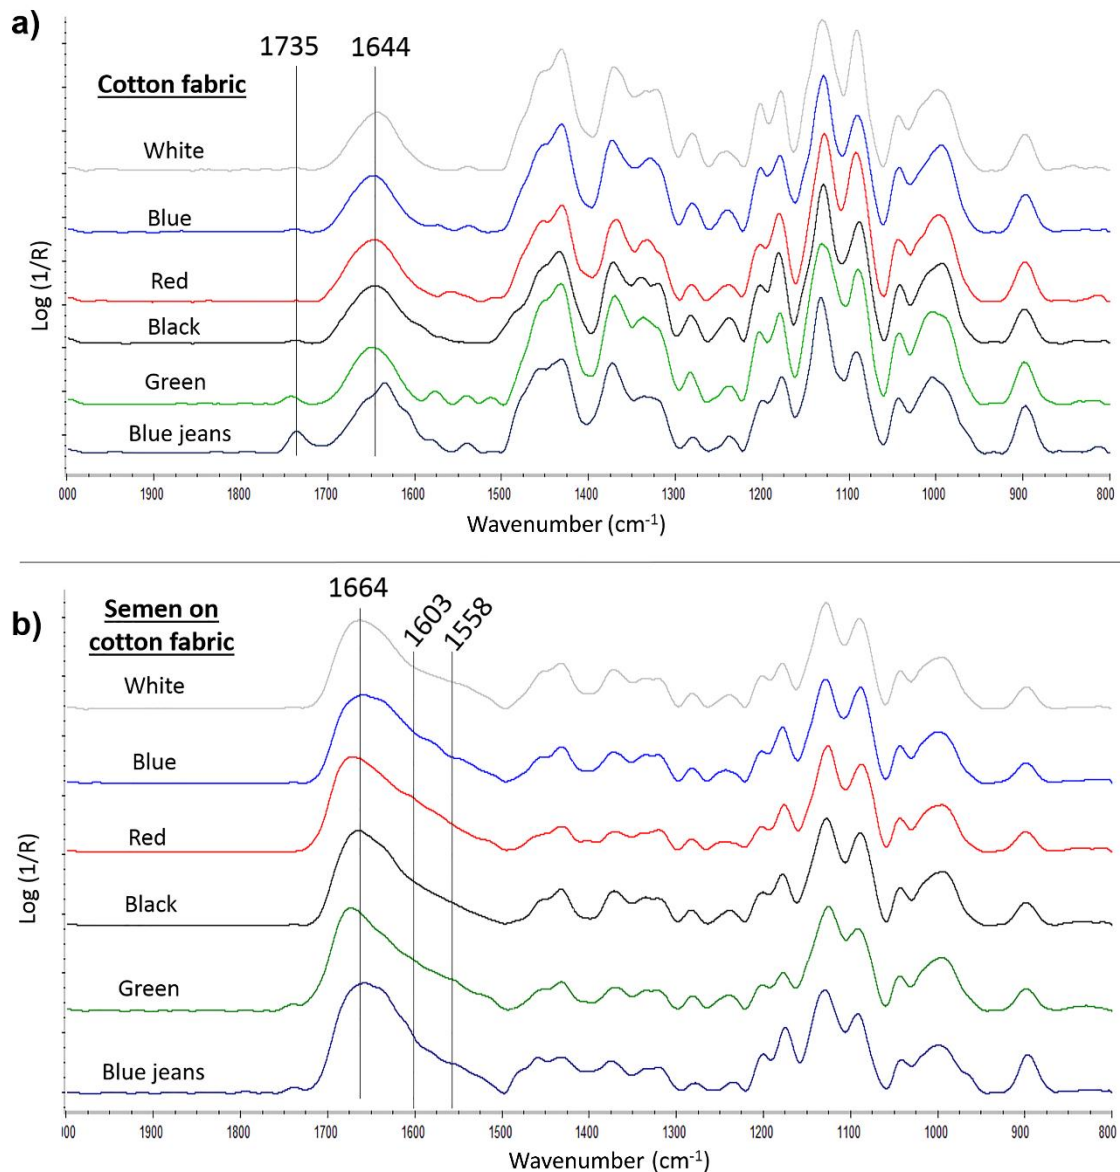 a)
1735
1644
Cotton fabric
White
Blue
Red
Black
Green
Blue jeans
Log (1/R)
000 1900 1800 1700 1600 1500 1400 1300 1200 1100 1000 900 800
Wavenumber (cm-1)
b)
1664
1603
1558
Semen on
cotton fabric
White
Blue
Red
Black
Green
Blue jeans
Log (1/R)
000 1900 1800 1700 1600 1500 1400 1300 1200 1100 1000 900 800
Wavenumber (cm-1)